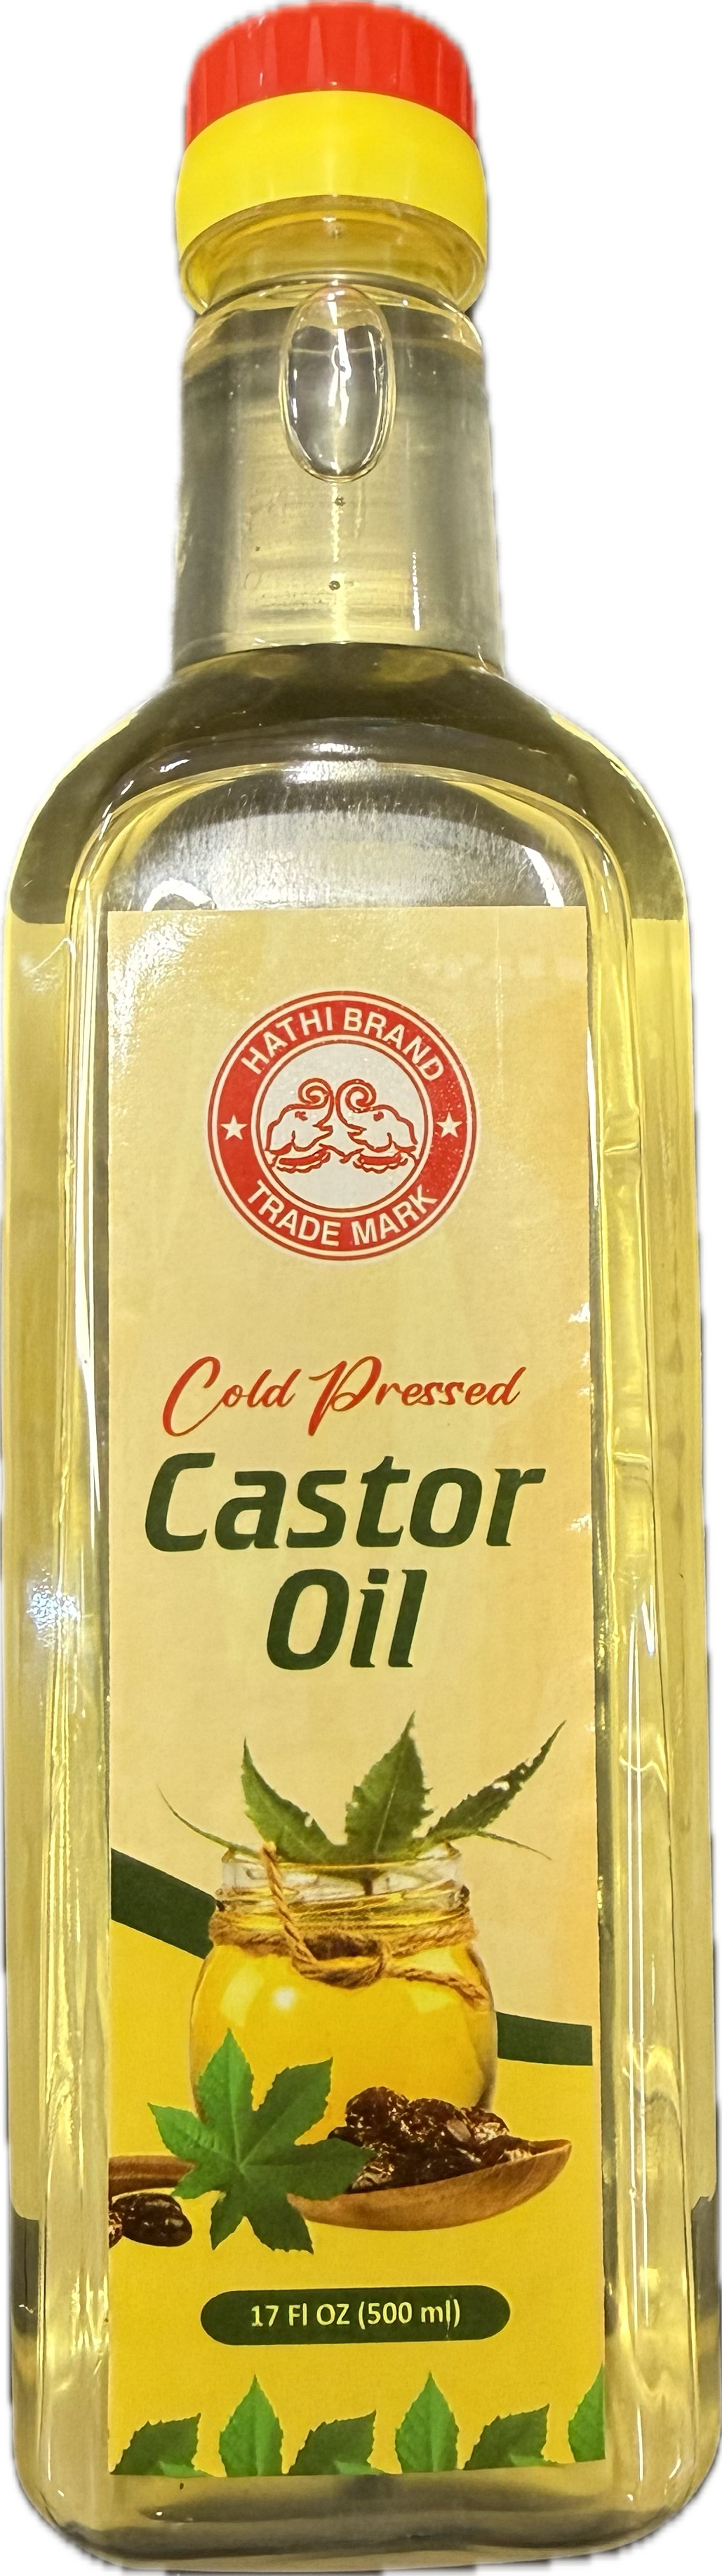 HATHI BRAND
TRADE MARK
Cold Pressed
Castor
Oil
17 Fl OZ (500 ml)